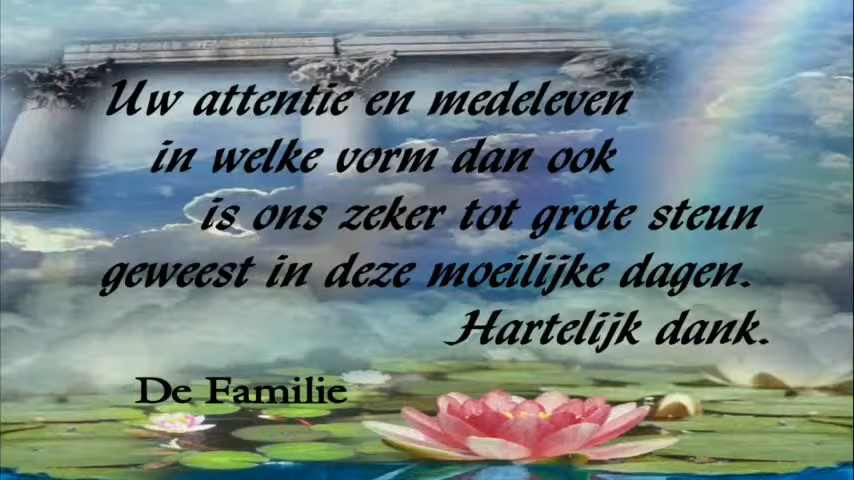 Uw attentie en medeleven
in welke vorm dan ook
is ons zeker tot grote steun
geweest in deze moeilijke dagen.
Hartelijk dank.
De Familie